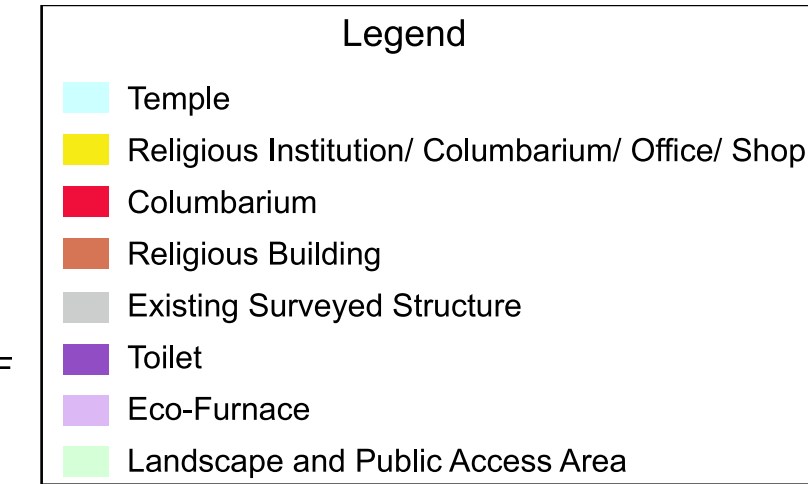 Legend
Temple
Religious Institution/ Columbarium/ Office/ Shop
Columbarium
Religious Building
Existing Surveyed Structure
Toilet
Eco-Furnace
Landscape and Public Access Area